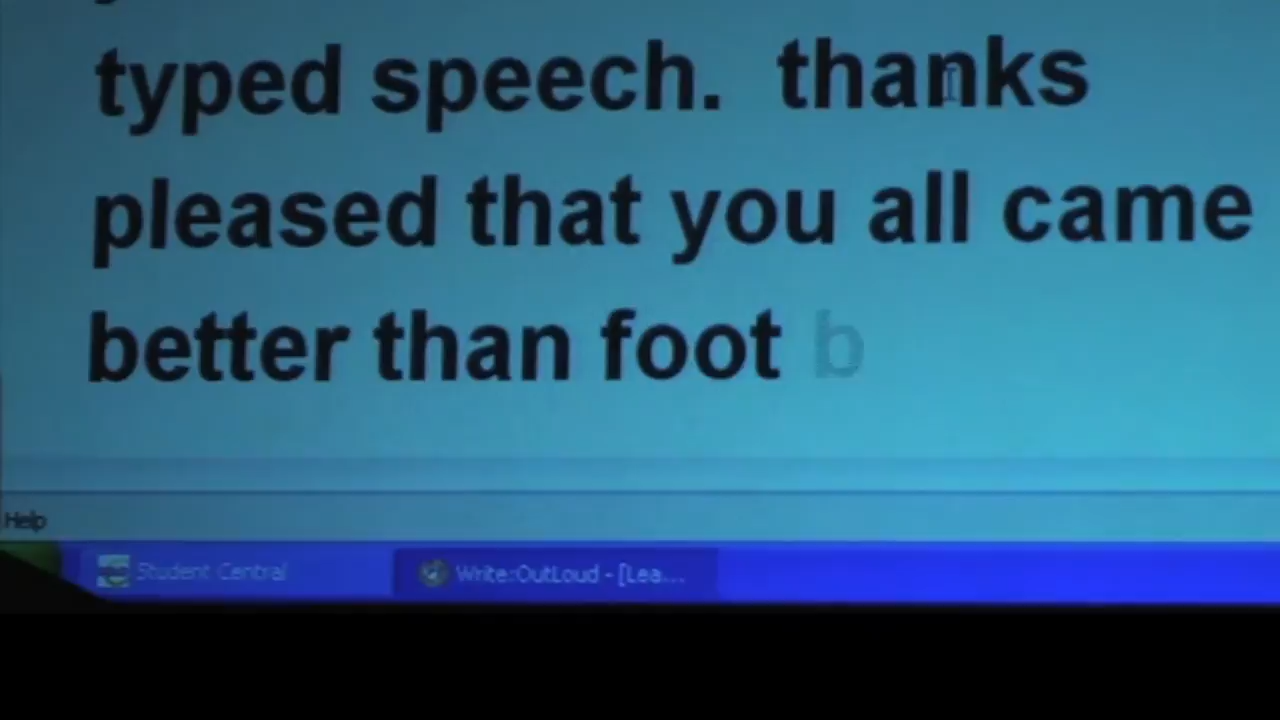 typed speech. thanks
pleased that you all came
better than foot b
Help
Student Central
Write:OutLoud - [Lea...